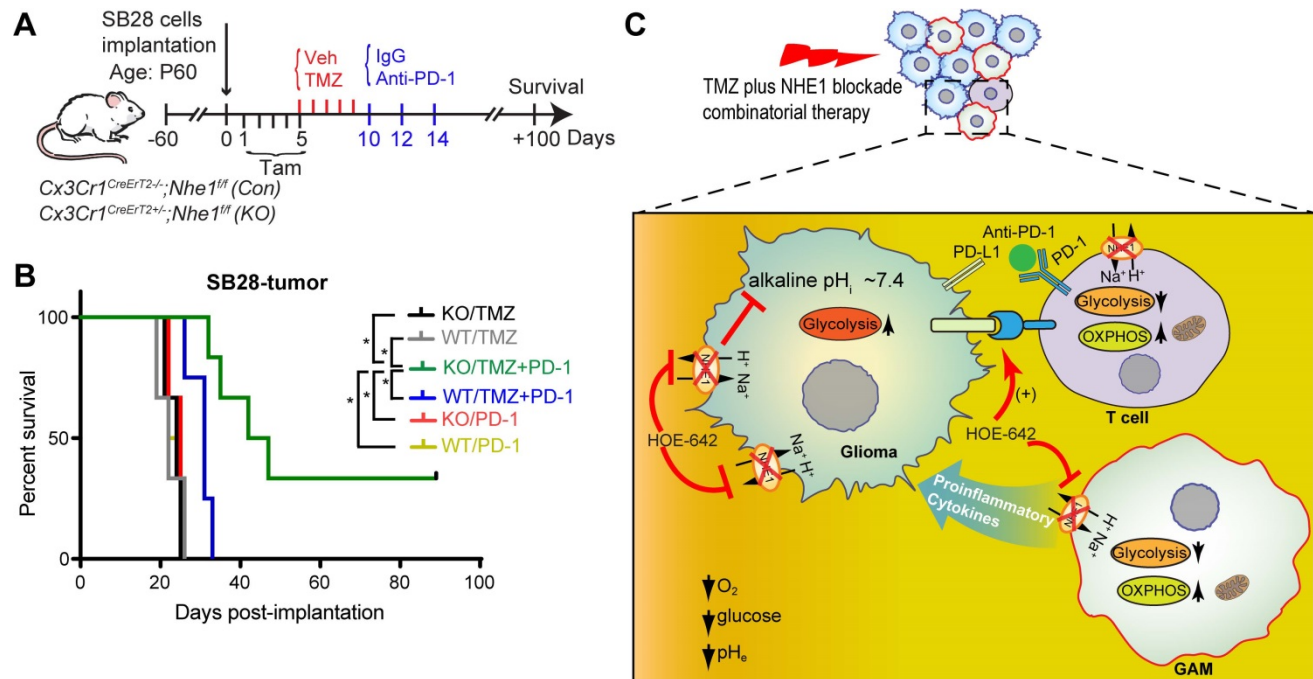 A
SB28 cells
implantation
Age: P60
Veh
TMZ
IgG
Anti-PD-1
Survival
-60
0
1
5
10
12
14
+100 Days
Tam
Cx3Cr1CreErT2-/-;Nhe1f/f (Con)
Cx3Cr1CreErT2+/-;Nhe1f/f (KO)
B
SB28-tumor
Percent survival
100
50
0
0
20
40
60
80
100
Days post-implantation
KO/TMZ
WT/TMZ
KO/TMZ+PD-1
WT/TMZ+PD-1
KO/PD-1
WT/PD-1
*
*
*
*
*
*
C
TMZ plus NHE1 blockade
combinatorial therapy
alkaline pHi ~7.4
Glycolysis
NHE1
H+ Na+
HOE-642
NHE1
Na+ H+
Glioma
PD-L1
Anti-PD-1
PD-1
NHE1
Na+ H+
Glycolysis
OXPHOS
T cell
(+)
HOE-642
Proinflammatory
Cytokines
NHE1
H+ Na+
Glycolysis
OXPHOS
GAM
O2
glucose
pHe